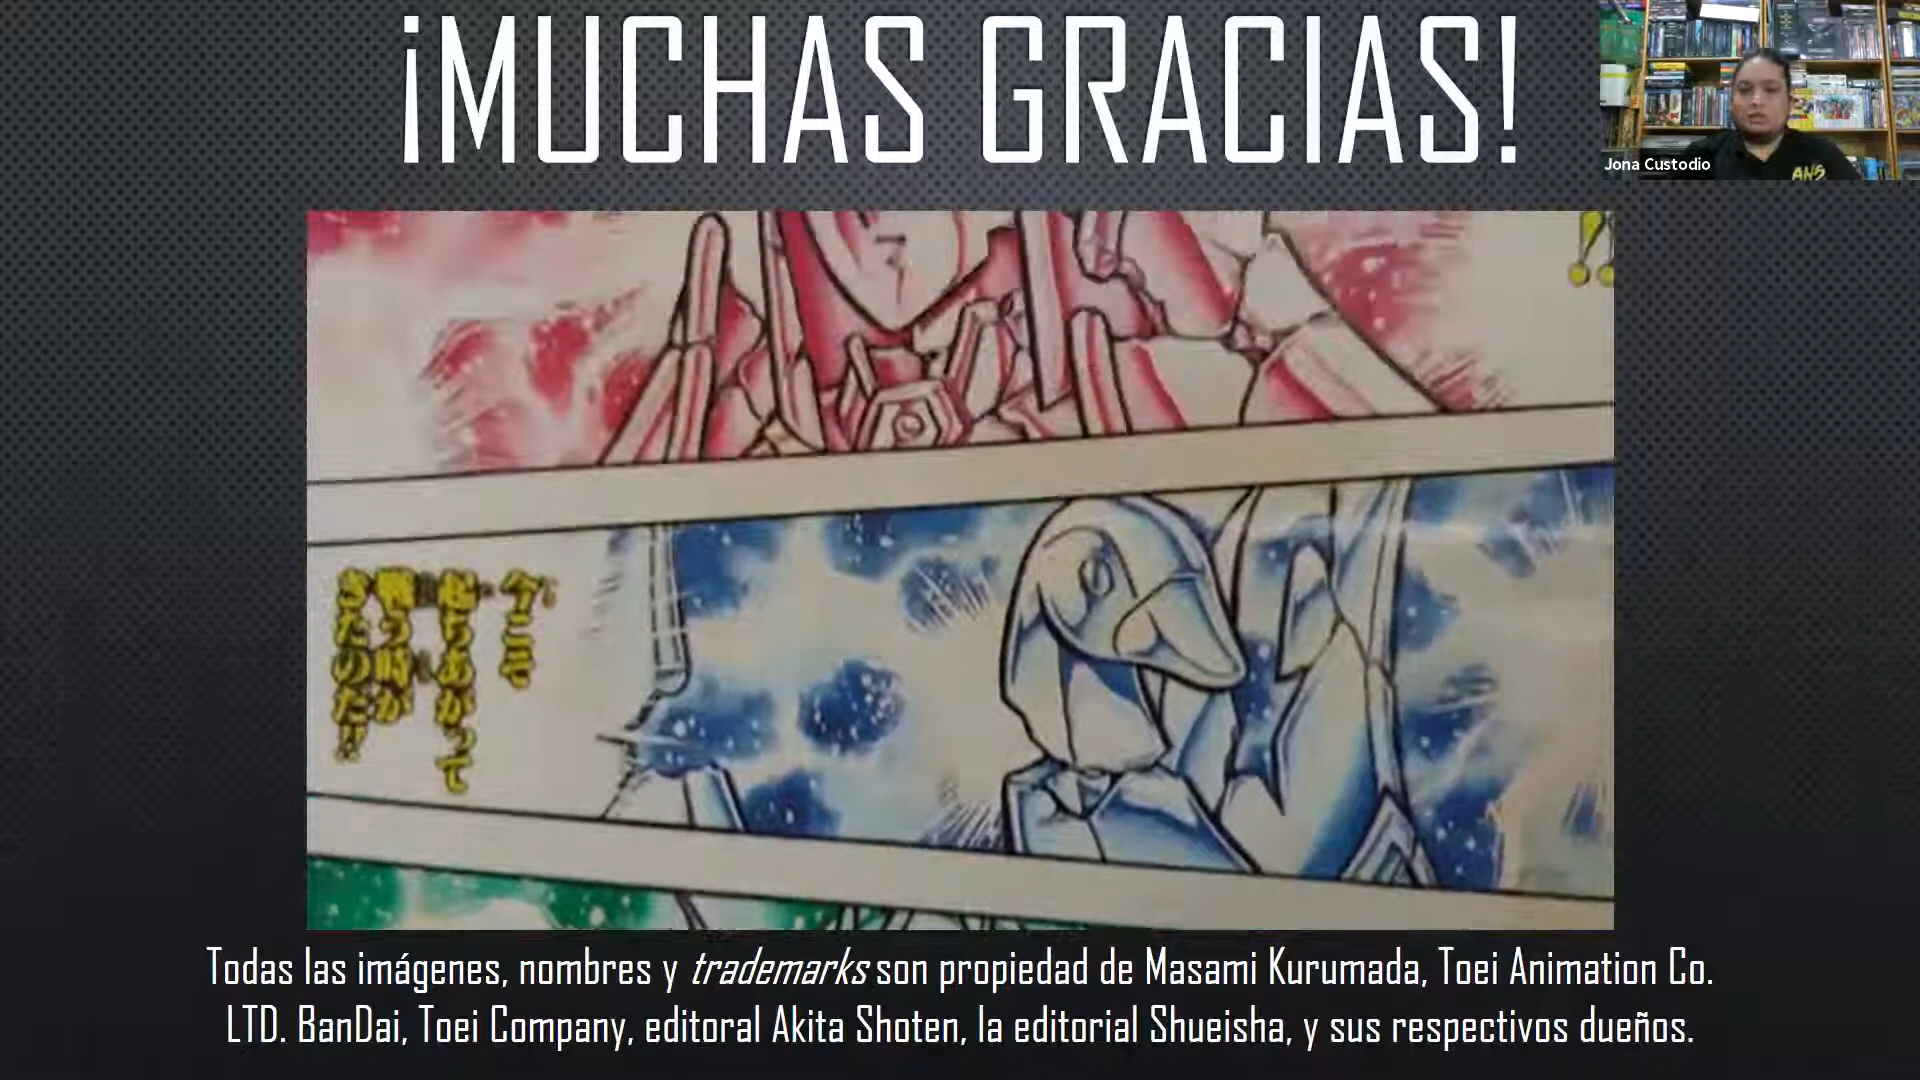 ¡MUCHAS GRACIAS!
Jona Custodio
ANS
今こそ
起ちあがって
戦う時が
きたのだ!!
Todas las imágenes, nombres y trademarks son propiedad de Masami Kurumada, Toei Animation Co.
LTD. BanDai, Toei Company, editoral Akita Shoten, la editorial Shueisha, y sus respectivos dueños.